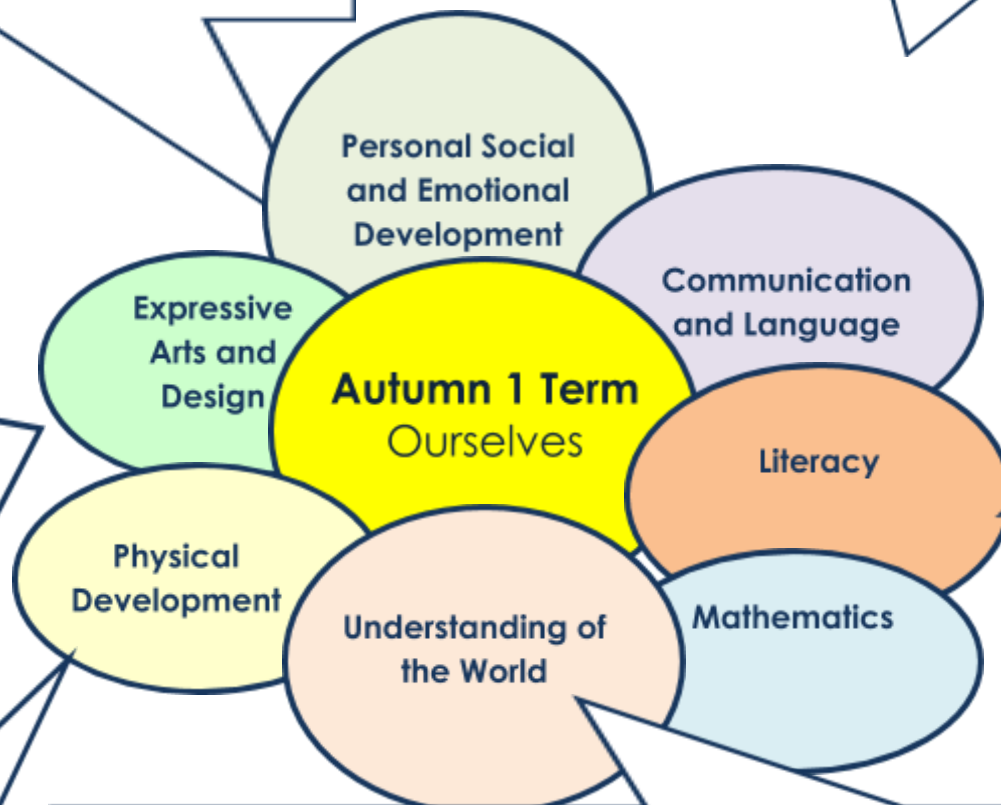 Personal Social
and Emotional
Development
Communication
and Language
Expressive
Arts and
Design
Autumn 1 Term
Ourselves
Literacy
Physical
Development
Understanding of
the World
Mathematics